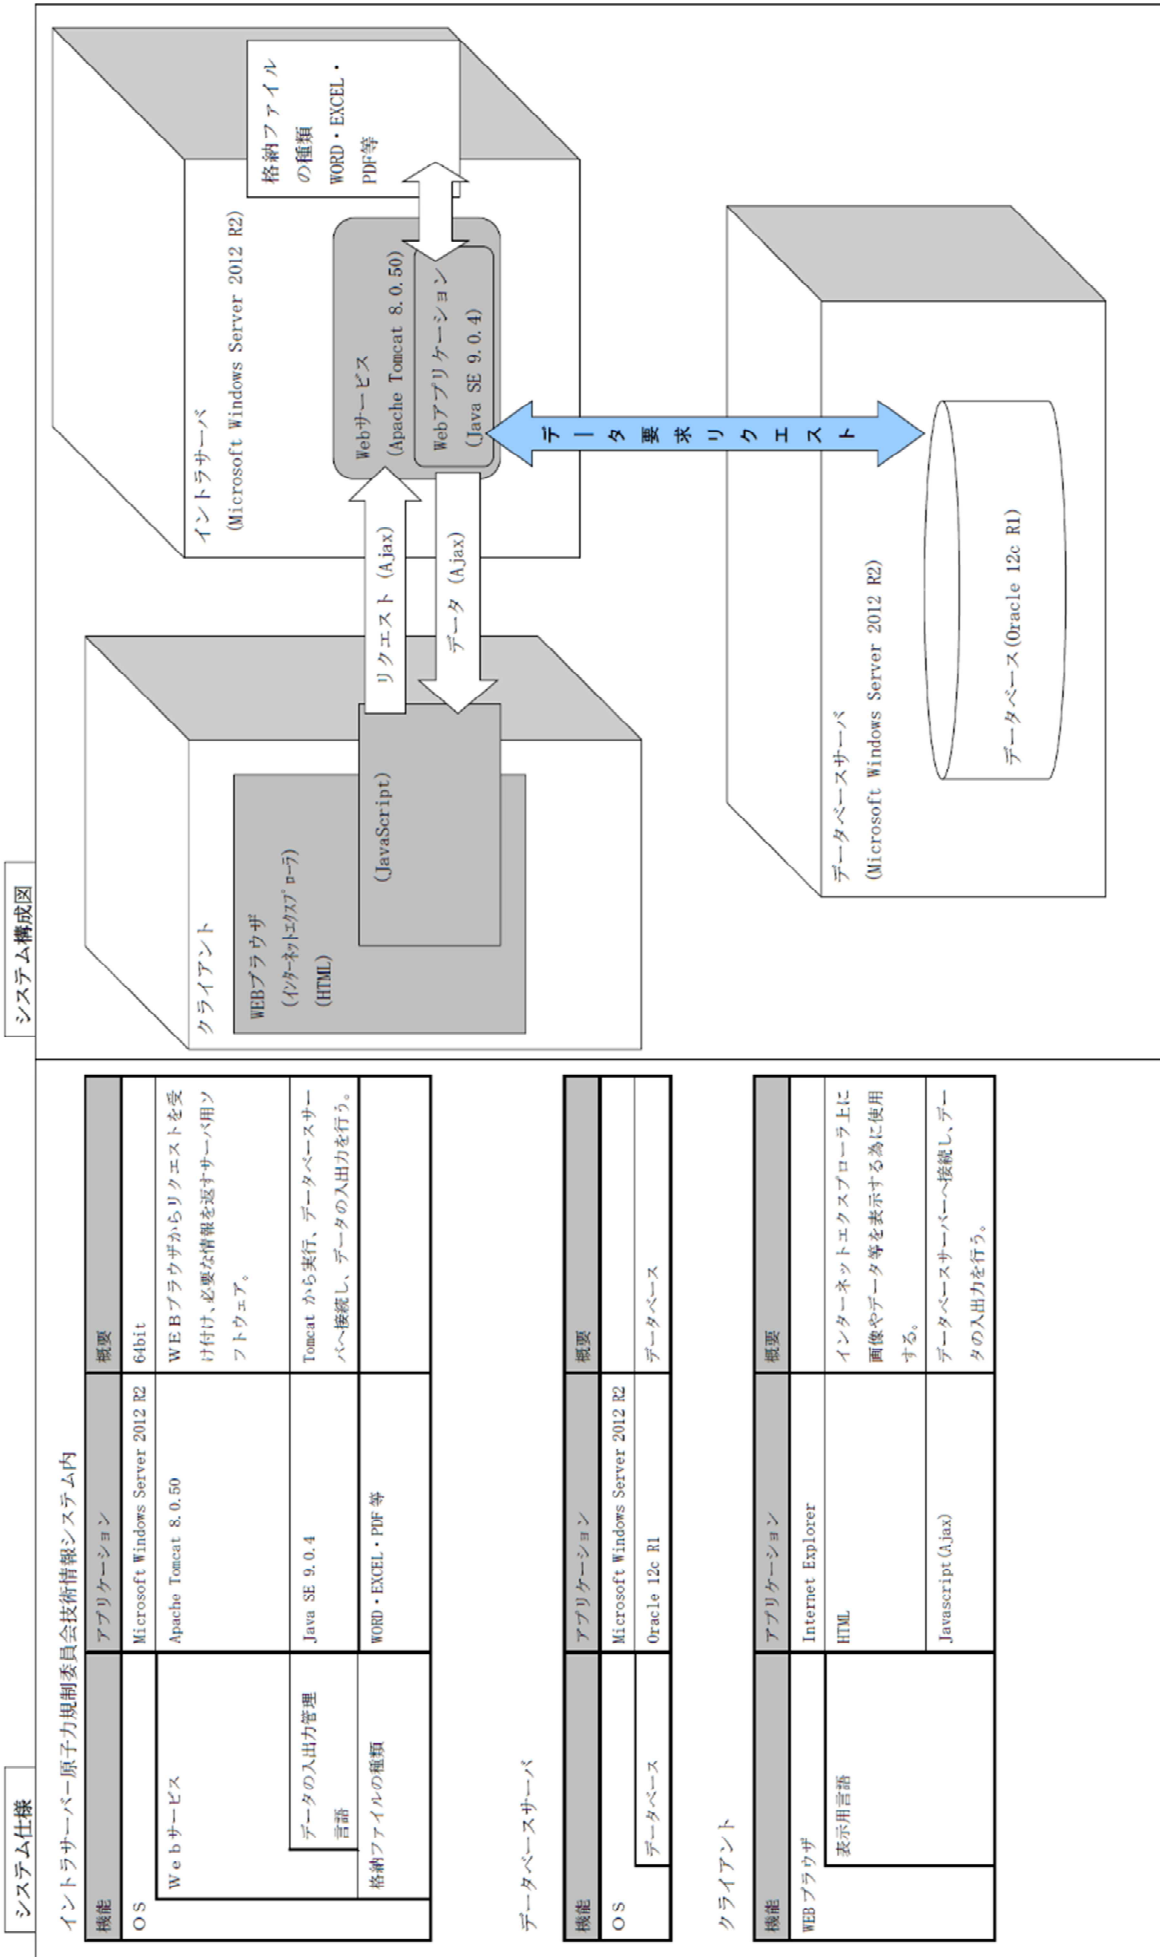 システム仕様
イントラサーバー原子力規制委員会技術情報システム内
機能 アプリケーション 概要
OS Microsoft Windows Server 2012 R2 64bit
Webサービス Apache Tomcat 8.0.50 WEBブラウザからリクエストを受
け付け、必要な情報を返すサーバ用ソ
フトウェア。
データの入出力管理 Java SE 9.0.4 Tomcat から実行、データベースサー
言語 バへ接続し、データの入出力を行う。
格納ファイルの種類 WORD・EXCEL・PDF 等
データベースサーバ
機能 アプリケーション 概要
OS Microsoft Windows Server 2012 R2
データベース Oracle 12c R1 データベース
クライアント
機能 アプリケーション 概要
WEB ブラウザ Internet Explorer
表示用言語 HTML インターネットエクスプローラ上に
画像やデータ等を表示する為に使用
する。
Javascript(Ajax) データベースサーバーへ接続し、デー
タの入出力を行う。
システム構成図
クライアント
WEBブラウザ
(インターネットエクスプローラ)
(HTML)
(JavaScript)
リクエスト(Ajax)
データ(Ajax)
イントラサーバ
(Microsoft Windows Server 2012 R2)
Webサービス
(Apache Tomcat 8.0.50)
Webアプリケーション
(Java SE 9.0.4)
格納ファイル
の種類
WORD・EXCEL・
PDF等
データ要求リクエスト
データベースサーバ
(Microsoft Windows Server 2012 R2)
データベース(Oracle 12c R1)